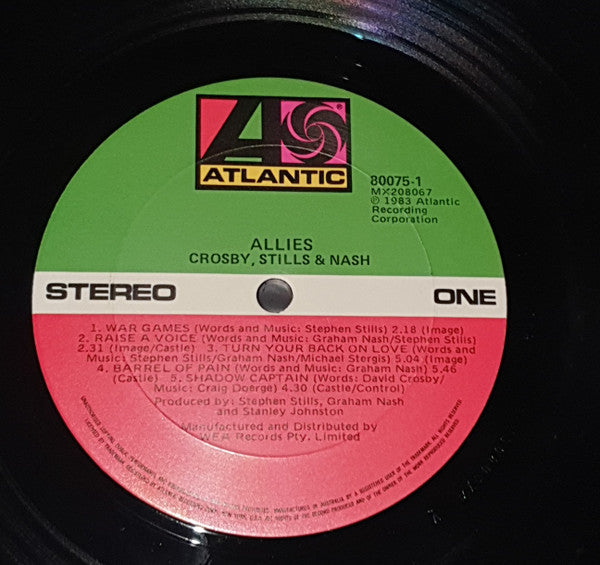 ATLANTIC
®
80075-1
MX208067
℗ 1983 Atlantic
Recording
Corporation
ALLIES
CROSBY, STILLS & NASH
STEREO
ONE
1. WAR GAMES (Words and Music: Stephen Stills) 2.18 (Image)
2. RAISE A VOICE (Words and Music: Graham Nash/Stephen Stills)
2.31 (Image/Castle) 3. TURN YOUR BACK ON LOVE (Words and
Music: Stephen Stills/Graham Nash/Michael Stergis) 5.04 (Image)
4. BARREL OF PAIN (Words and Music: Graham Nash) 5.46
(Castle) 5. SHADOW CAPTAIN (Words: David Crosby/
Music: Craig Doerge) 4.30 (Castle/Control)
Produced by: Stephen Stills, Graham Nash
and Stanley Johnston
Manufactured and Distributed by
WEA Records Pty. Limited